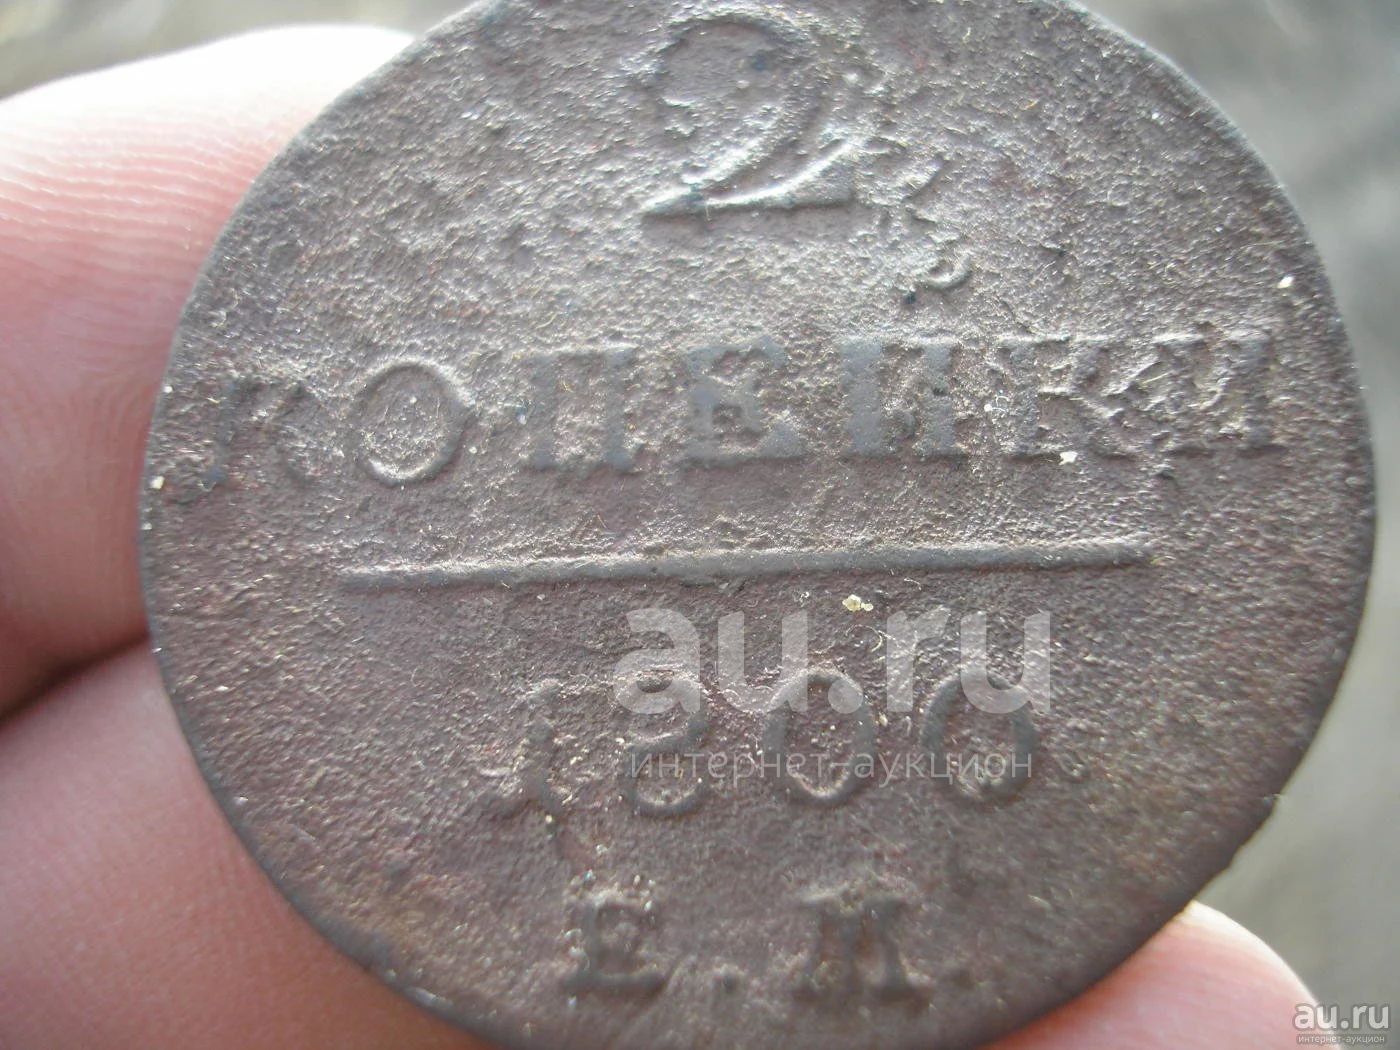 2
КОПЕЙКИ
au.ru
1800
интернет-аукцион
Е.М.
au.ru
интернет-аукцион